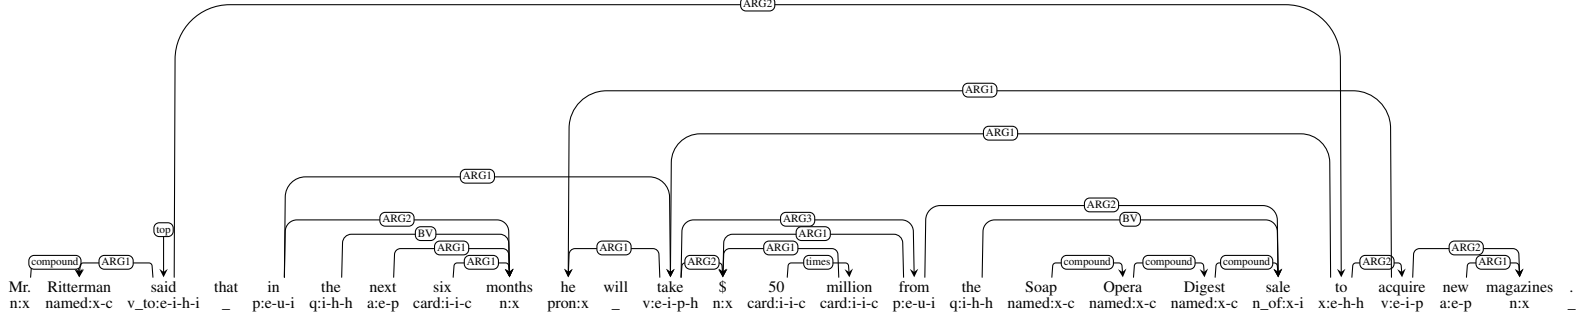 ARG2
ARG1
ARG1
ARG1
ARG2
ARG2 ARG3 BV
top BV ARG1
ARG1 ARG1 ARG1 ARG2
compound ARG1 ARG1 ARG2 times compound compound compound ARG2 ARG1
Mr. Ritterman said that in the next six months he will take $ 50 million from the Soap Opera Digest sale to acquire new magazines .
n:x named:x-c v_to:e-i-h-i _ p:e-u-i q:i-h-h a:e-p card:i-i-c n:x pron:x _ v:e-i-p-h n:x card:i-i-c card:i-i-c p:e-u-i q:i-h-h named:x-c named:x-c named:x-c n_of:x-i x:e-h-h v:e-i-p a:e-p n:x _